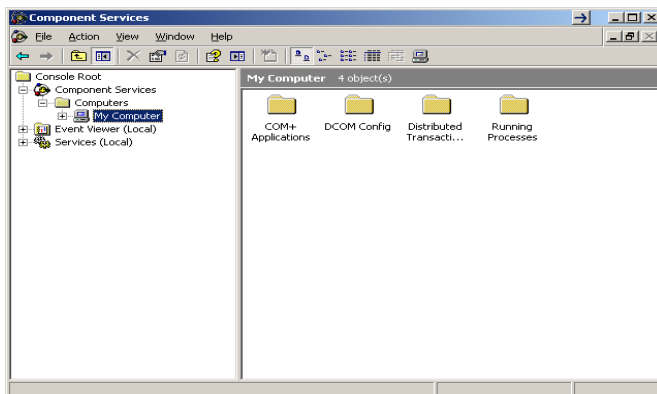 Component Services
File Action View Window Help
Console Root
Component Services
Computers
My Computer
Event Viewer (Local)
Services (Local)
My Computer 4 object(s)
COM+ Applications
DCOM Config
Distributed Transacti...
Running Processes